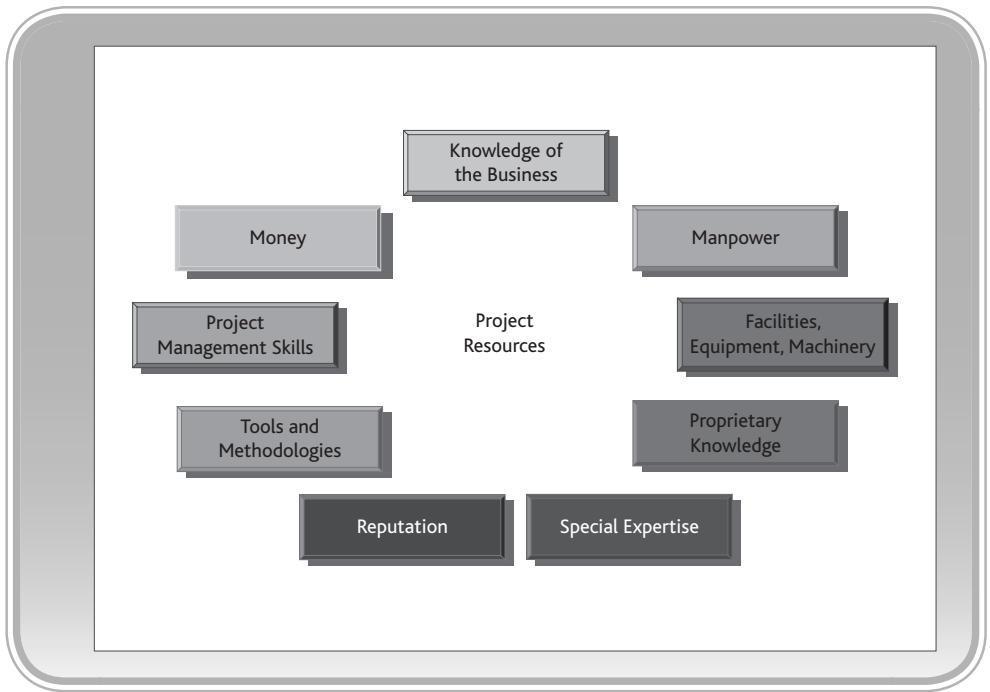 Knowledge of
the Business
Money
Manpower
Project
Management Skills
Project
Resources
Facilities,
Equipment, Machinery
Tools and
Methodologies
Proprietary
Knowledge
Reputation
Special Expertise